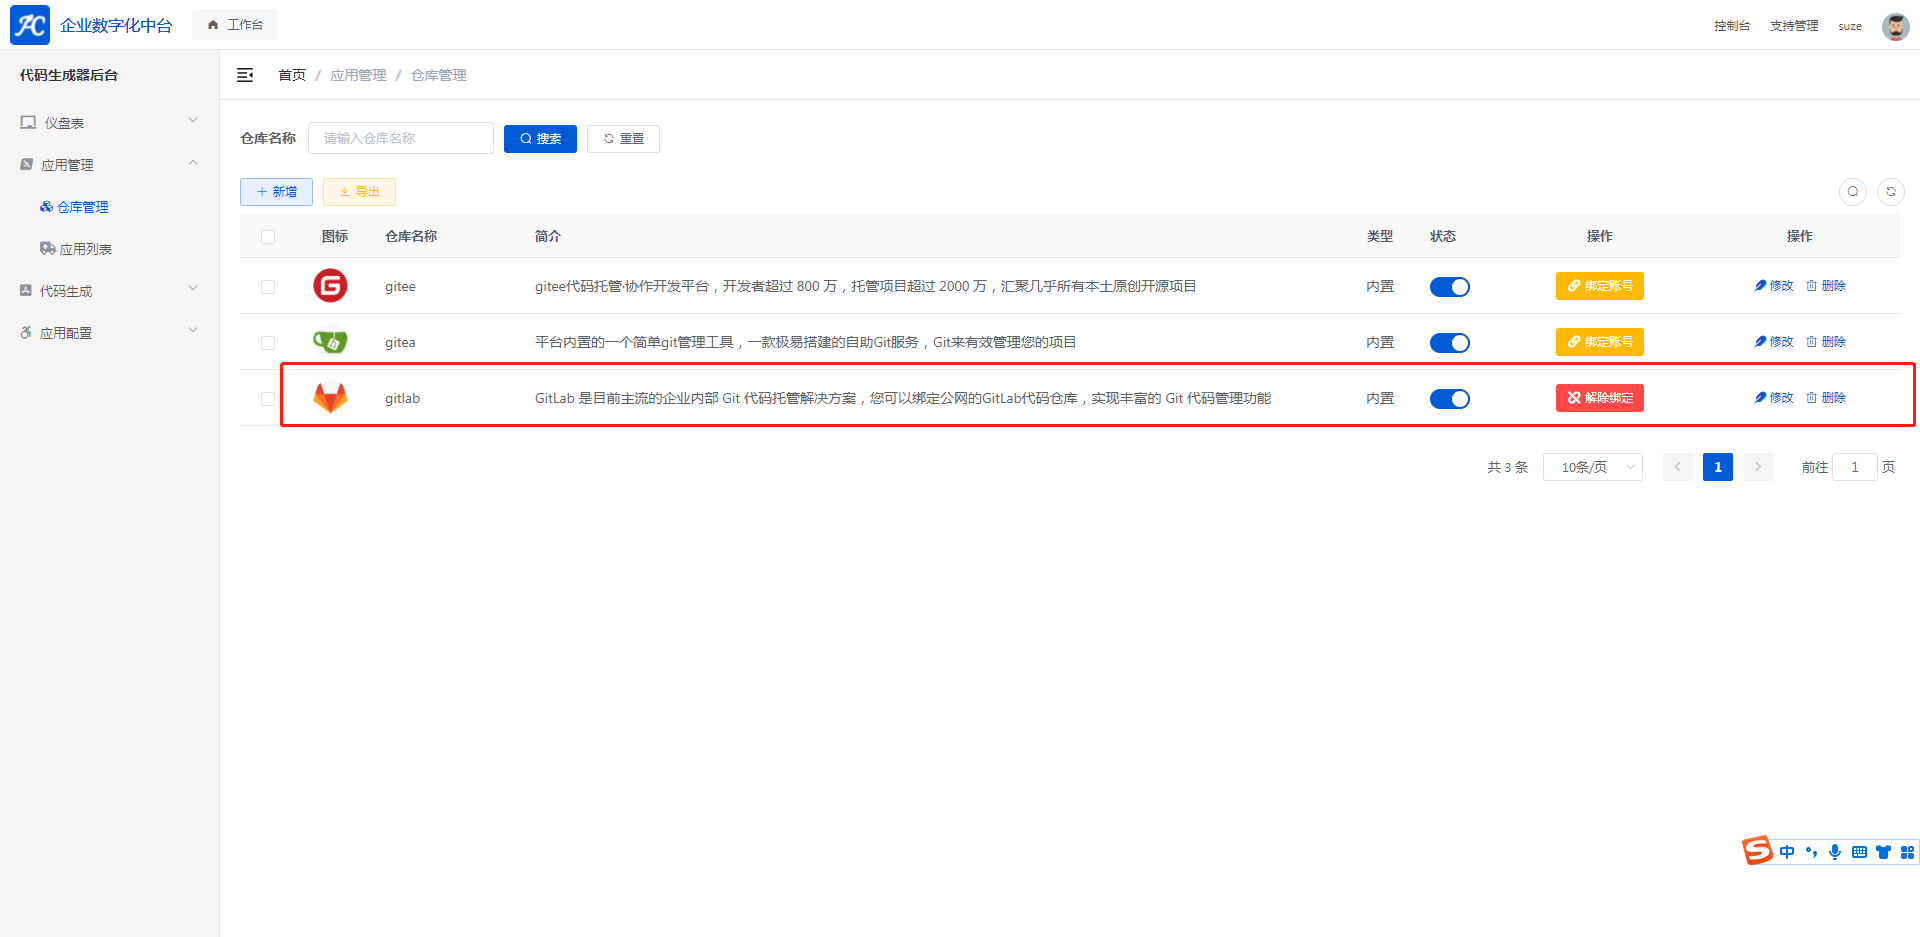 企业数字化中台
工作台
控制台
支持管理
suze
代码生成器后台
首页 / 应用管理 / 仓库管理
仪盘表
应用管理
仓库管理
应用列表
代码生成
应用配置
仓库名称
请输入仓库名称
搜索
重置
新增
导出
图标 仓库名称 简介 类型 状态 操作 操作
gitee gitee代码托管·协作开发平台，开发者超过 800 万，托管项目超过 2000 万，汇聚几乎所有本土原创开源项目 内置 绑定账号 修改 删除
gitea 平台内置的一个简单git管理工具，一款极易搭建的自助Git服务，Git来有效管理您的项目 内置 绑定账号 修改 删除
gitlab GitLab 是目前主流的企业内部 Git 代码托管解决方案，您可以绑定公网的GitLab代码仓库，实现丰富的 Git 代码管理功能 内置 解除绑定 修改 删除
共 3 条 10条/页 1 前往 1 页
中